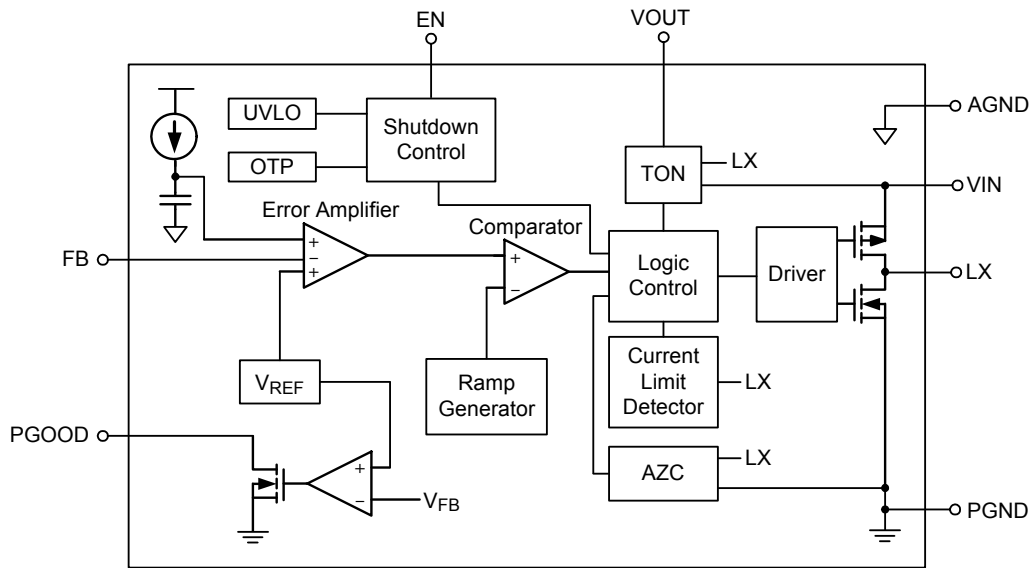 EN
VOUT
AGND
UVLO
Shutdown
Control
OTP
TON
LX
VIN
Error Amplifier
Comparator
+
−
+
FB
+
−
Logic
Control
Driver
LX
VREF
Ramp
Generator
Current
Limit
Detector
LX
PGOOD
+
−
VFB
AZC
LX
PGND